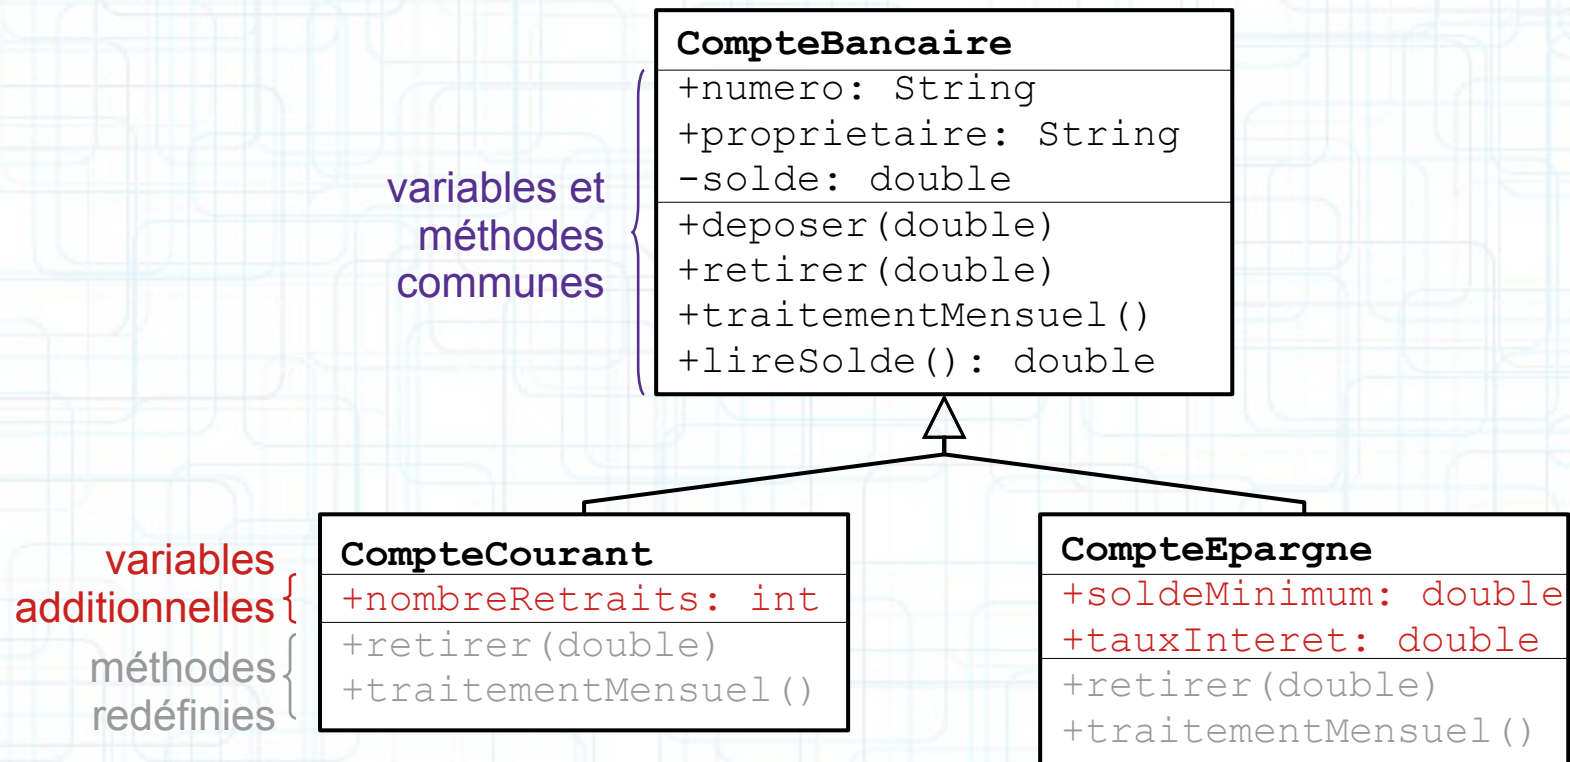 CompteBancaire
+numero: String
+proprietaire: String
-solde: double
+deposer(double)
+retirer(double)
+traitementMensuel()
+lireSolde(): double
variables et
méthodes
communes
variables
additionnelles
méthodes
redéfinies
CompteCourant
+nombreRetraits: int
+retirer(double)
+traitementMensuel()
CompteEpargne
+soldeMinimum: double
+tauxInteret: double
+retirer(double)
+traitementMensuel()